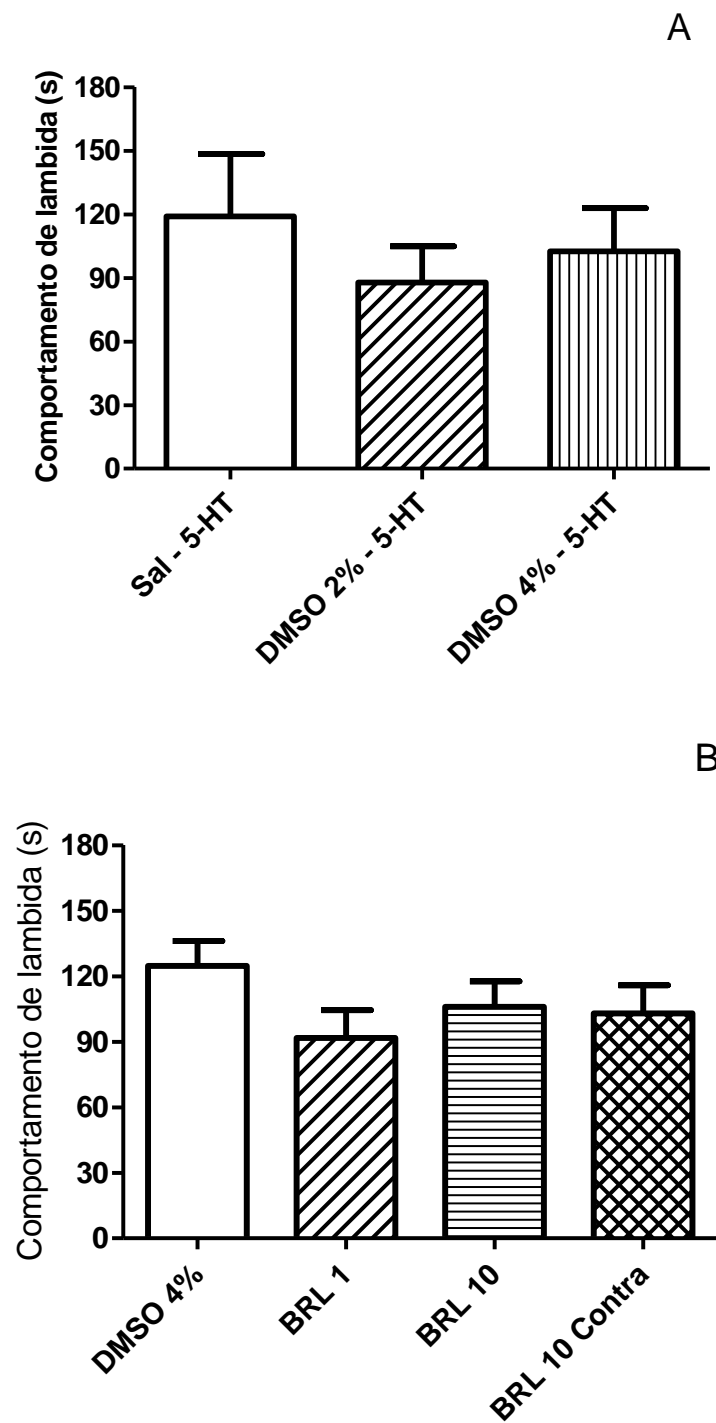 A
Comportamento de lambida (s)
180
150
120
90
60
30
0
Sal - 5-HT
DMSO 2% - 5-HT
DMSO 4% - 5-HT
B
Comportamento de lambida (s)
180
150
120
90
60
30
0
DMSO 4%
BRL 1
BRL 10
BRL 10 Contra